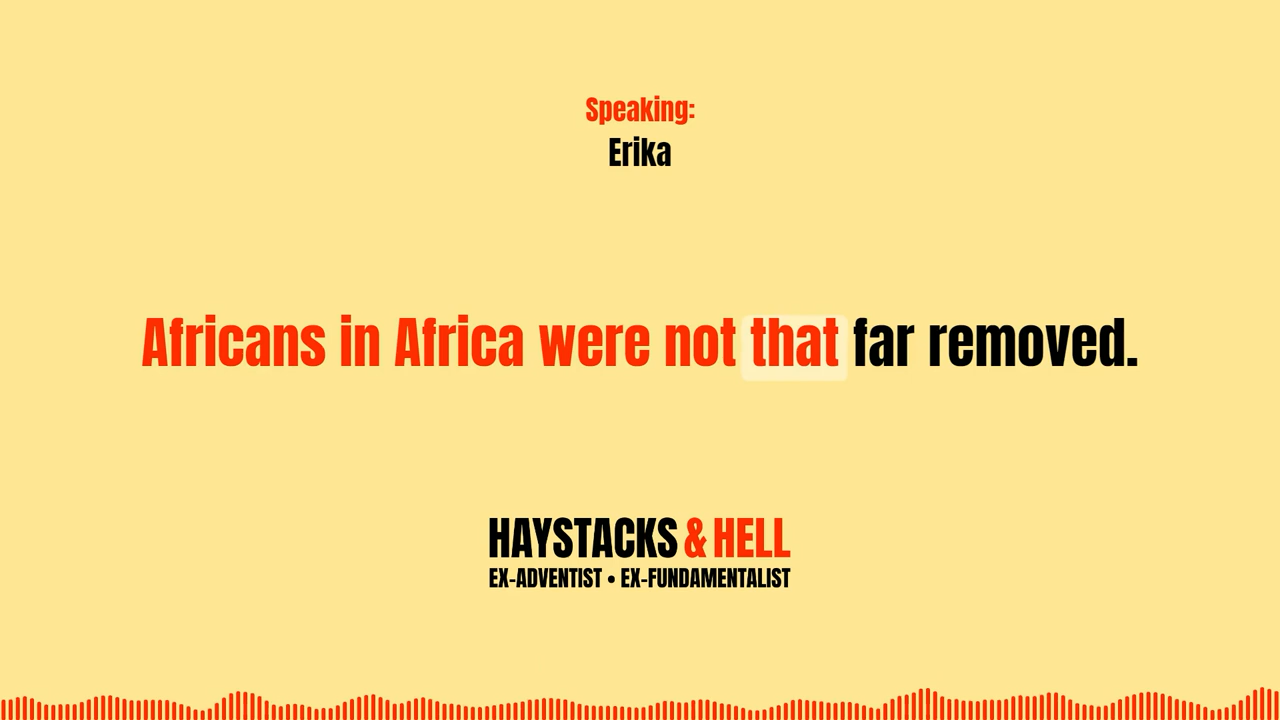 Speaking:
Erika
Africans in Africa were not that far removed.
HAYSTACKS & HELL
EX-ADVENTIST • EX-FUNDAMENTALIST